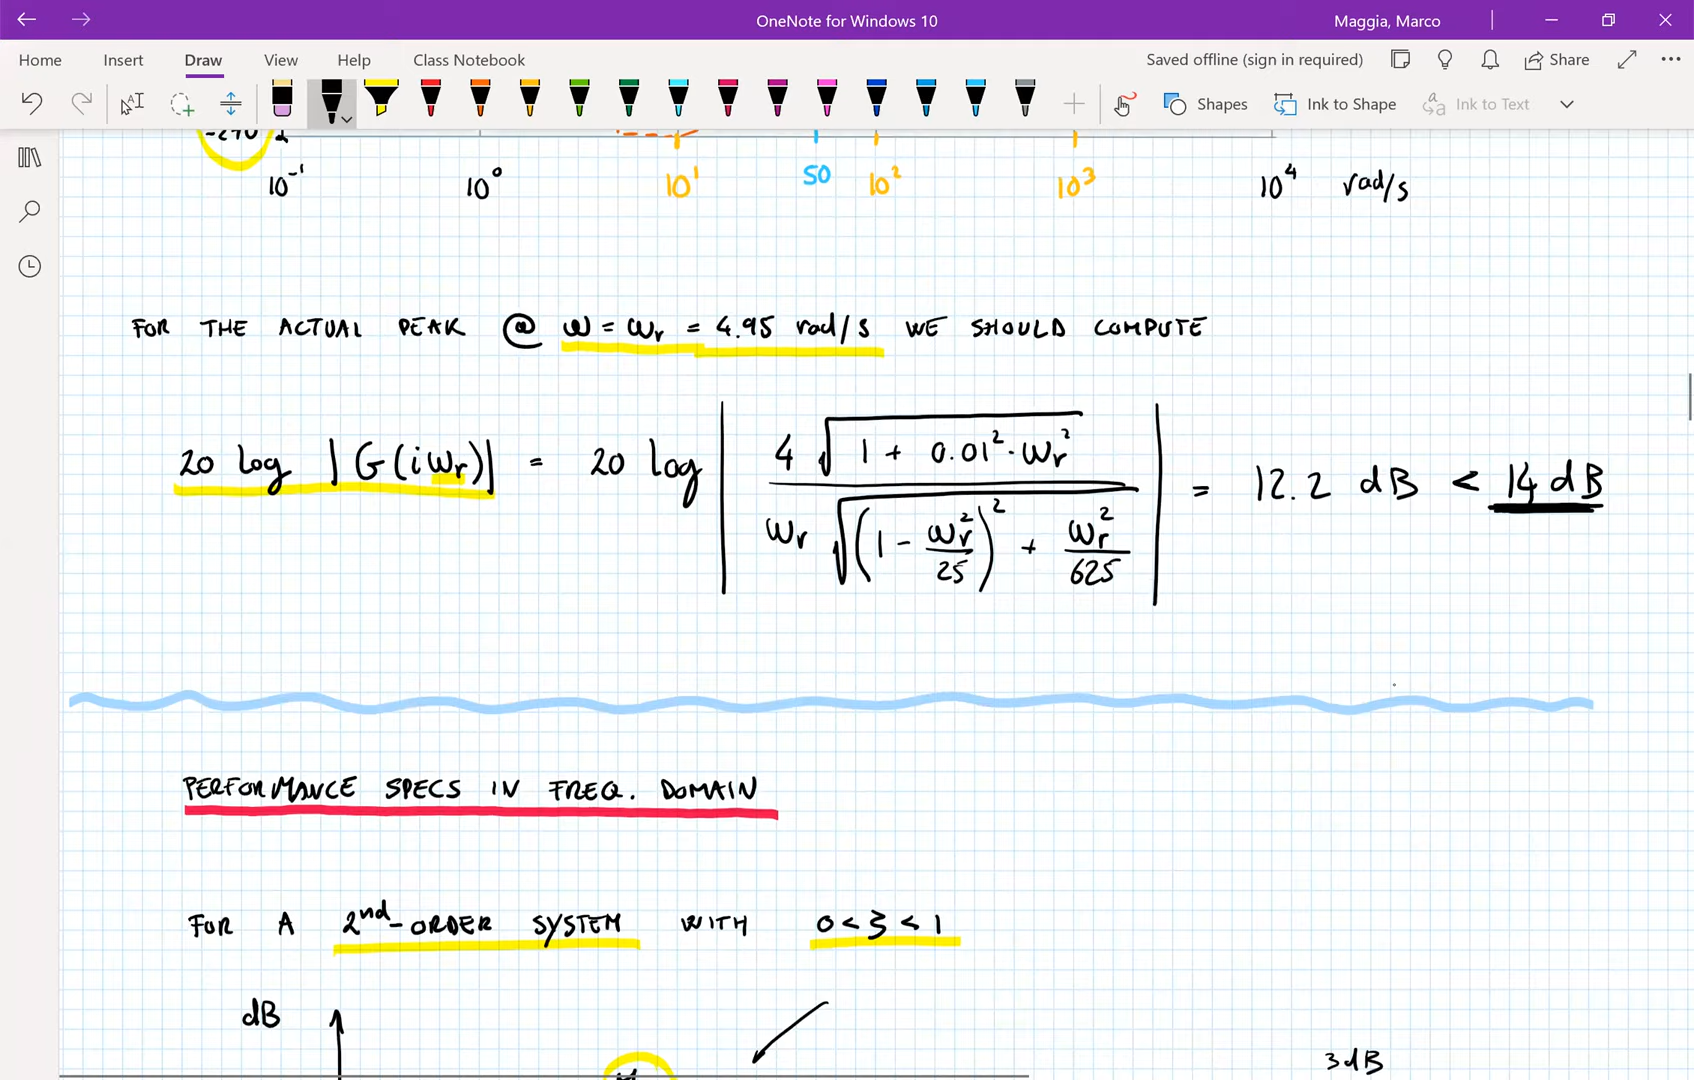 OneNote for Windows 10
Maggia, Marco
Home Insert Draw View Help Class Notebook
Saved offline (sign in required) Share
Shapes Ink to Shape Ink to Text
-270
10⁻¹ 10⁰ 10¹ 50 10² 10³ 10⁴ rad/s
FOR THE ACTUAL PEAK @ ω = ωr = 4.95 rad/s WE SHOULD COMPUTE
20 log |G(iωr)| = 20 log | 4 √(1 + 0.01² · ωr²) / ωr √((1 - ωr²/25)² + ωr²/625) | = 12.2 dB < 14 dB
PERFORMANCE SPECS IN FREQ. DOMAIN
FOR A 2nd-ORDER SYSTEM WITH 0 < ξ < 1
dB
3dB